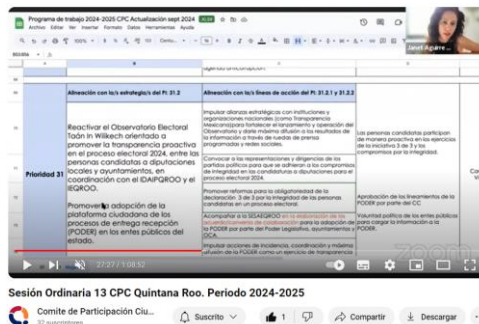 Programa de trabajo 2024-2025 CPC Actualización sept 2024
Archivo Editar Ver Insertar Formato Datos Herramientas Ayuda
Janet Aguirre
Alineación con la/s estrategia/s del PI: 31.2
Alineación con la/s líneas de acción del PI: 31.2.1 y 31.2.2
Prioridad 31
Reactivar el Observatorio Electoral
Taan In Wilikech orientado a
promover la transparencia proactiva
en el proceso electoral 2024, entre las
personas candidatas a diputaciones
locales y ayuntamientos, en
coordinación con el IDAIPQROO y el
IEQROO.
Promover la adopción de la
plataforma ciudadana de los
procesos de entrega recepción
(PODER) en los entes públicos del
estado.
Impulsar alianzas estratégicas con instituciones y
organizaciones nacionales (como Transparencia
Mexicana) para fortalecer el lanzamiento y operación del
Observatorio y darle máxima difusión a los resultados de
la información a través de ruedas de prensa
programadas y redes sociales.
Convocar a las representaciones y dirigencias de los
partidos políticos para que se adhieran a los compromisos
de integridad en las candidaturas a diputaciones para el
proceso electoral 2024.
Promover reformas para la obligatoriedad de la
declaración 3 de 3 por la integridad de las personas
candidatas en un proceso electoral.
Acompañar a la SESAEQROO en la elaboración de los
acuerdos de colaboración para la adopción de
la PODER por parte del Poder Legislativo, ayuntamientos y
OCA.
Impulsar acciones de incidencia, coordinación y máxima
difusión de la PODER como un ejercicio de transparencia
Las personas candidatas participan
de manera proactiva en los ejercicios
de la iniciativa 3 de 3 y los
compromisos por la integridad.
Aprobación de los lineamientos de la
PODER por parte del CC
Voluntad política de los entes públicos
para cargar la información a la
PODER.
zoom
27:27 / 1:08:52
Sesión Ordinaria 13 CPC Quintana Roo. Periodo 2024-2025
Comite de Participación Ciu...
32 suscriptores
Suscrito
1
Compartir
Descargar